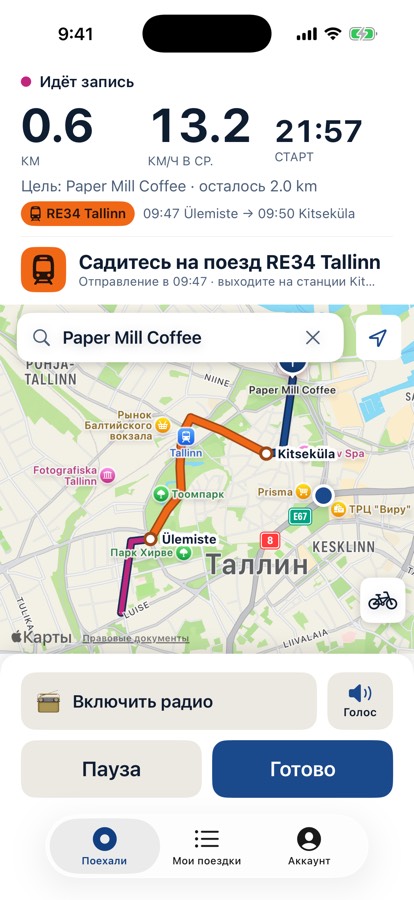 9:41
Идёт запись
0.6
КМ
13.2
КМ/Ч В СР.
21:57
СТАРТ
Цель: Paper Mill Coffee · осталось 2.0 km
RE34 Tallinn
09:47 Ülemiste → 09:50 Kitseküla
Садитесь на поезд RE34 Tallinn
Отправление в 09:47 · выходите на станции Kit...
Paper Mill Coffee
PÕHJA-
TALLINN
NIINE
Paper Mill Coffee
Рынок
Балтийского
вокзала
Tallinn
Kitseküla
v Spa
Fotografiska
Tallinn
Тоомпарк
Prisma
ТРЦ "Виру"
E67
Ülemiste
8
Парк Хирве
KESKLINN
Таллин
TULIKA
LUISE
LIIVALAIA
Карты
Правовые документы
Включить радио
Голос
Пауза
Готово
Поехали
Мои поездки
Аккаунт